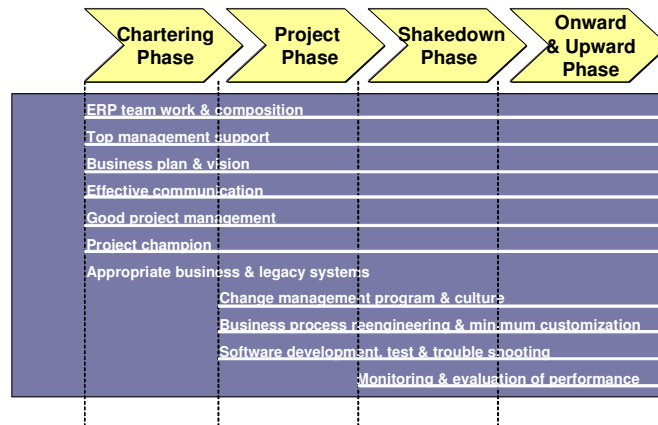 Chartering
Phase
Project
Phase
Shakedown
Phase
Onward
& Upward
Phase
ERP team work & composition
Top management support
Business plan & vision
Effective communication
Good project management
Project champion
Appropriate business & legacy systems
Change management program & culture
Business process reengineering & minimum customization
Software development, test & trouble shooting
Monitoring & evaluation of performance